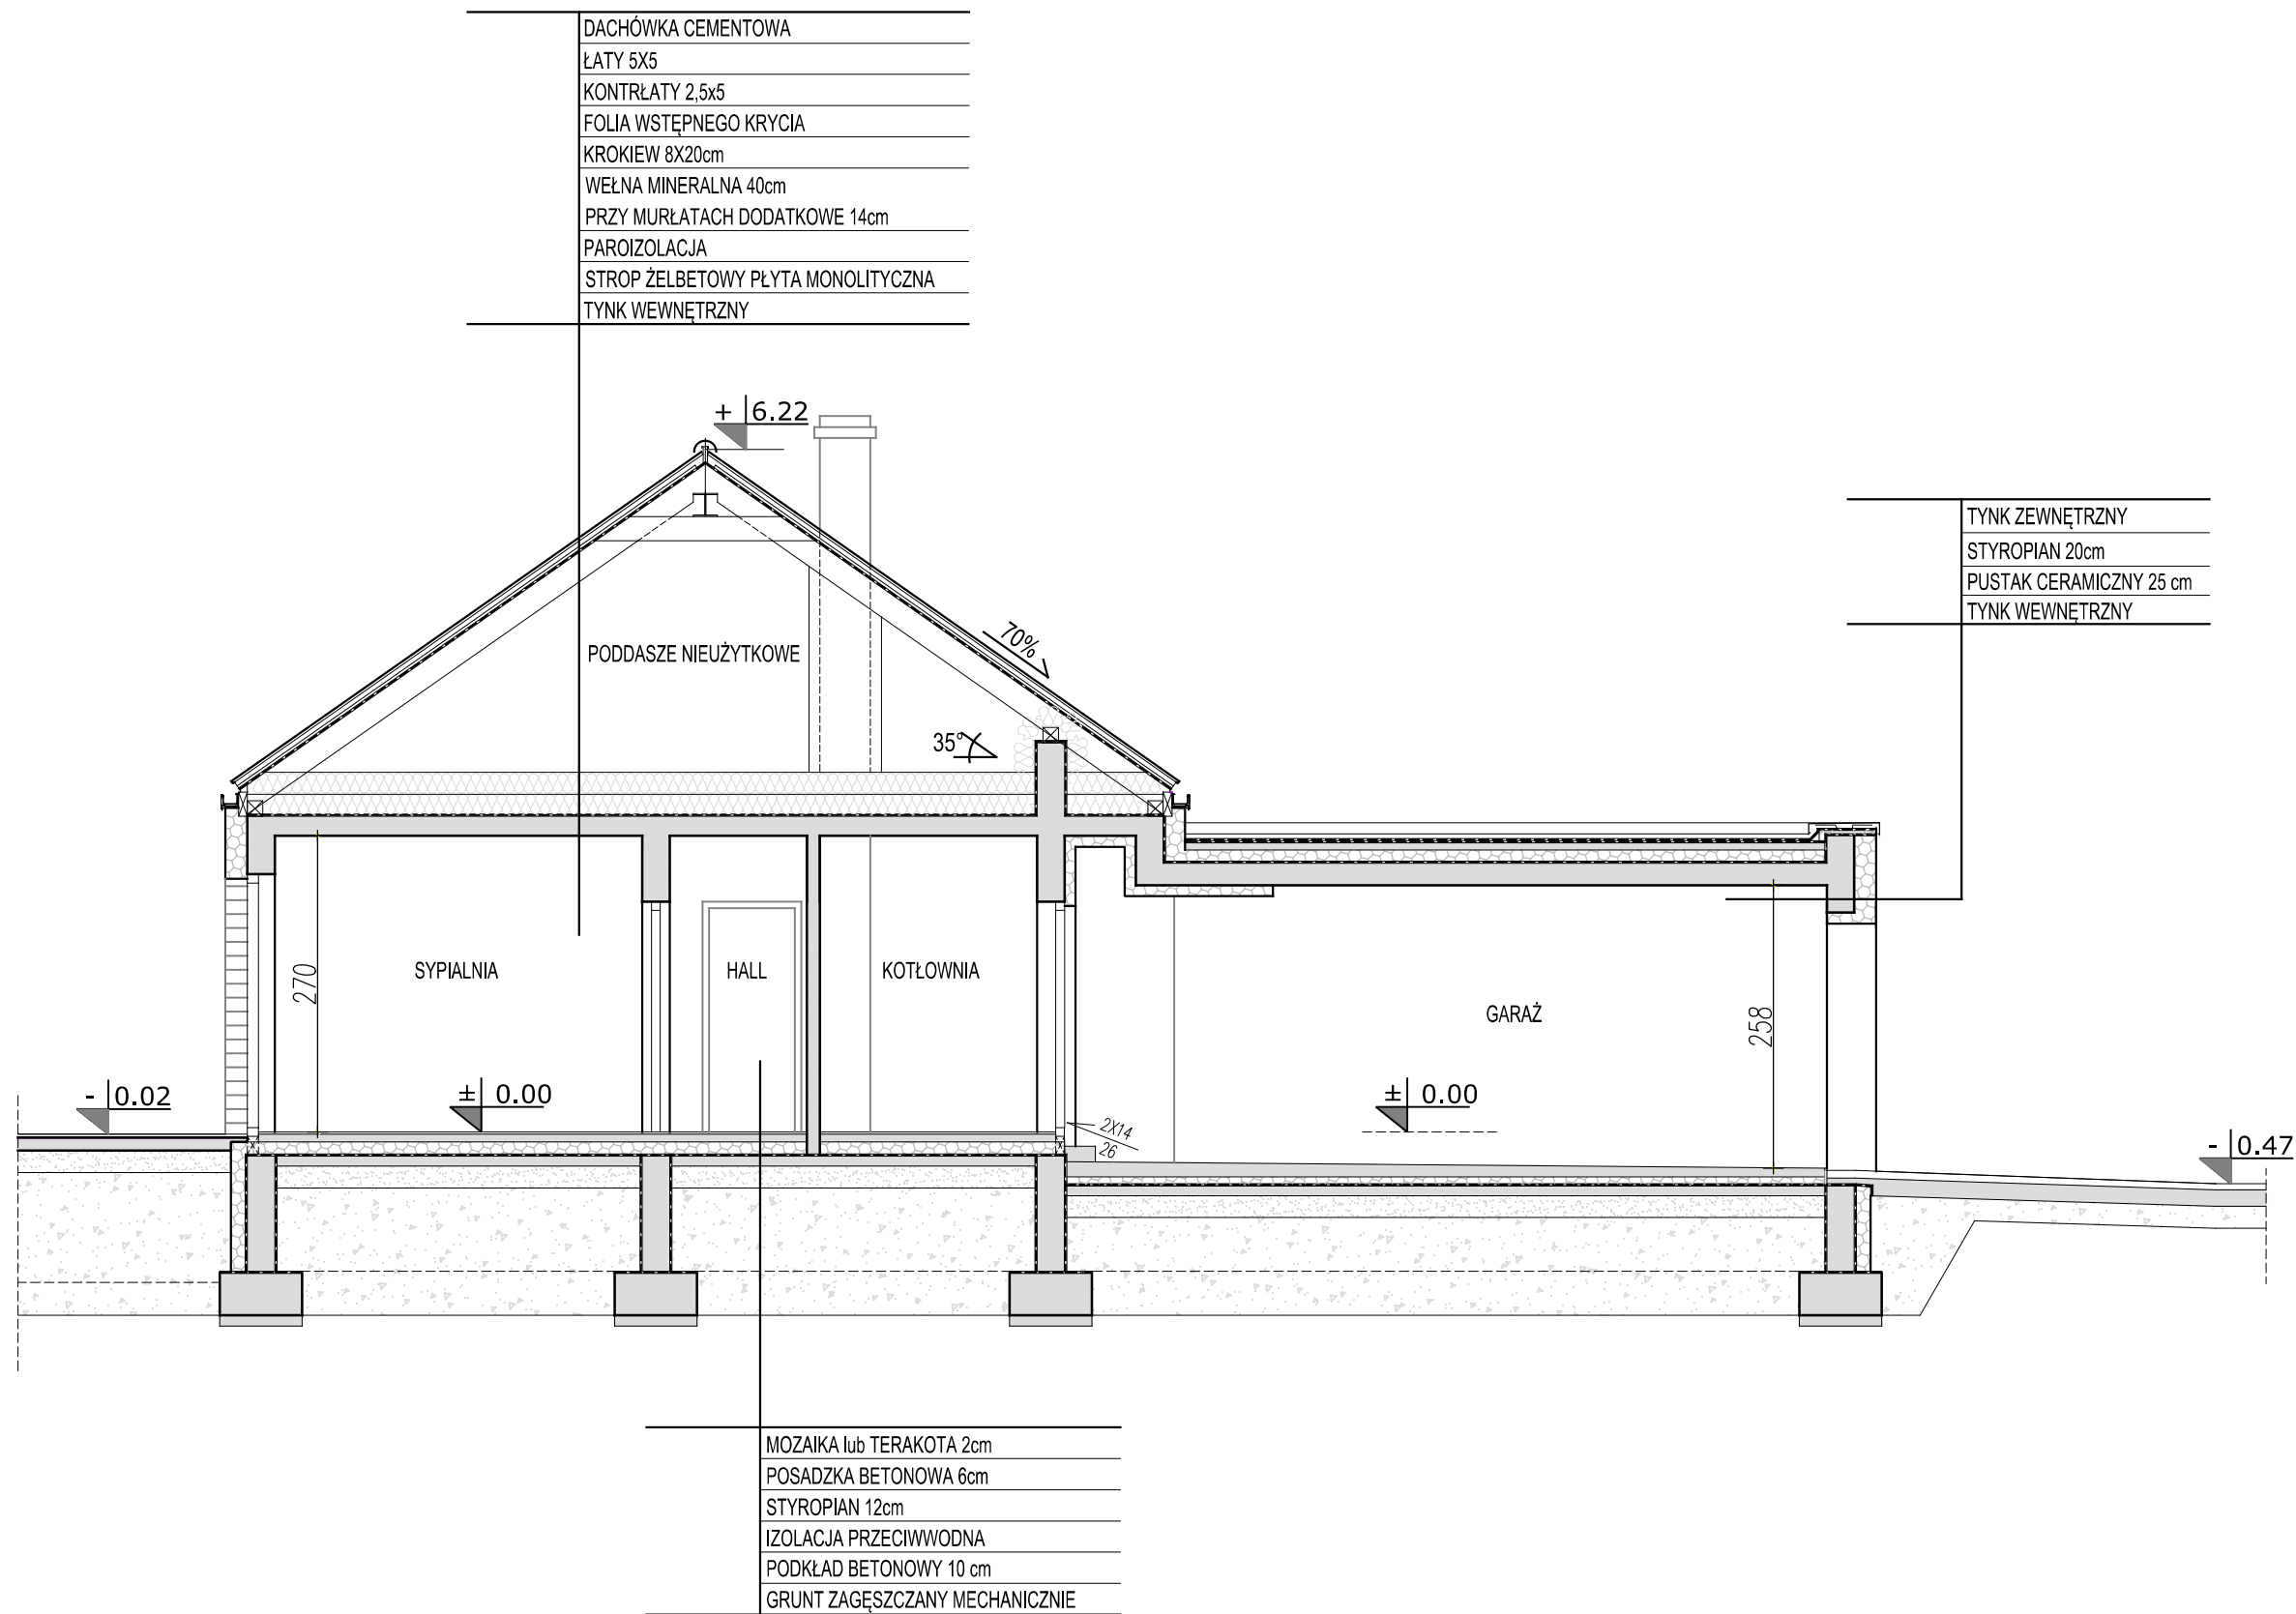 DACHÓWKA CEMENTOWA
ŁATY 5X5
KONTRŁATY 2,5x5
FOLIA WSTĘPNEGO KRYCIA
KROKIEW 8X20cm
WEŁNA MINERALNA 40cm
PRZY MURŁATACH DODATKOWE 14cm
PAROIZOLACJA
STROP ŻELBETOWY PŁYTA MONOLITYCZNA
TYNK WEWNĘTRZNY
+ 6.22
TYNK ZEWNĘTRZNY
STYROPIAN 20cm
PUSTAK CERAMICZNY 25 cm
TYNK WEWNĘTRZNY
70%
PODDASZE NIEUŻYTKOWE
35°
270
SYPIALNIA
HALL
KOTŁOWNIA
GARAŻ
258
- 0.02
± 0.00
± 0.00
2X14
26
- 0.47
MOZAIKA lub TERAKOTA 2cm
POSADZKA BETONOWA 6cm
STYROPIAN 12cm
IZOLACJA PRZECIWWODNA
PODKŁAD BETONOWY 10 cm
GRUNT ZAGĘSZCZANY MECHANICZNIE